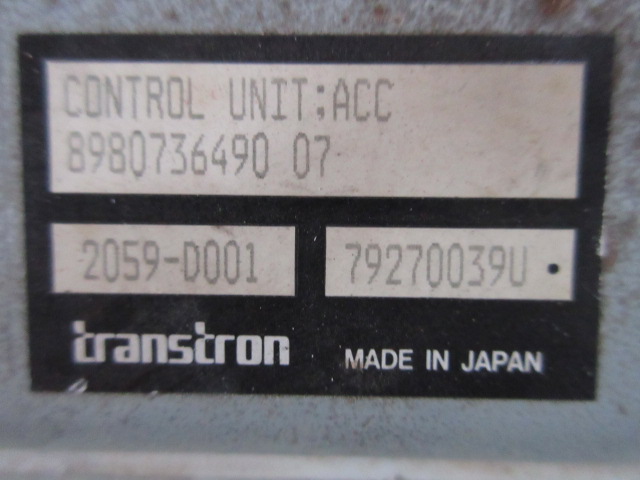 CONTROL UNIT;ACC
8980736490 07
2059-D001
79270039U •
transtron
MADE IN JAPAN